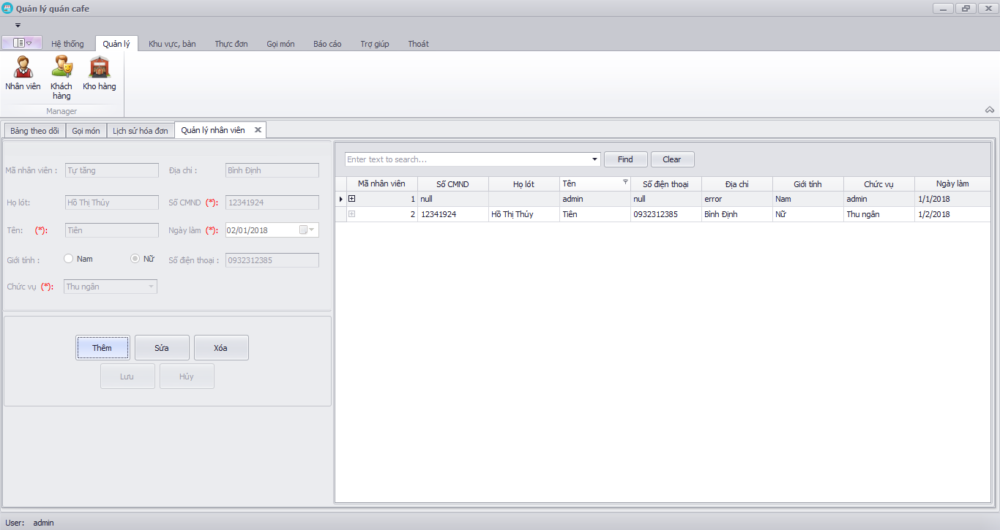 Quản lý quán cafe
Hệ thống Quản lý Khu vực, bàn Thực đơn Gọi món Báo cáo Trợ giúp Thoát
Nhân viên Khách hàng Kho hàng
Manager
Bảng theo dõi Gọi món Lịch sử hóa đơn Quản lý nhân viên
Mã nhân viên : Tự tăng Địa chỉ : Bình Định
Họ lót: Hồ Thị Thủy Số CMND (*): 12341924
Tên: (*): Tiên Ngày làm (*): 02/01/2018
Giới tính : Nam Nữ Số điện thoại : 0932312385
Chức vụ (*): Thu ngân
Thêm Sửa Xóa
Lưu Hủy
Enter text to search... Find Clear
Mã nhân viên Số CMND Họ lót Tên Số điện thoại Địa chỉ Giới tính Chức vụ Ngày làm
1 null admin null error Nam admin 1/1/2018
2 12341924 Hồ Thị Thủy Tiên 0932312385 Bình Định Nữ Thu ngân 1/2/2018
User: admin